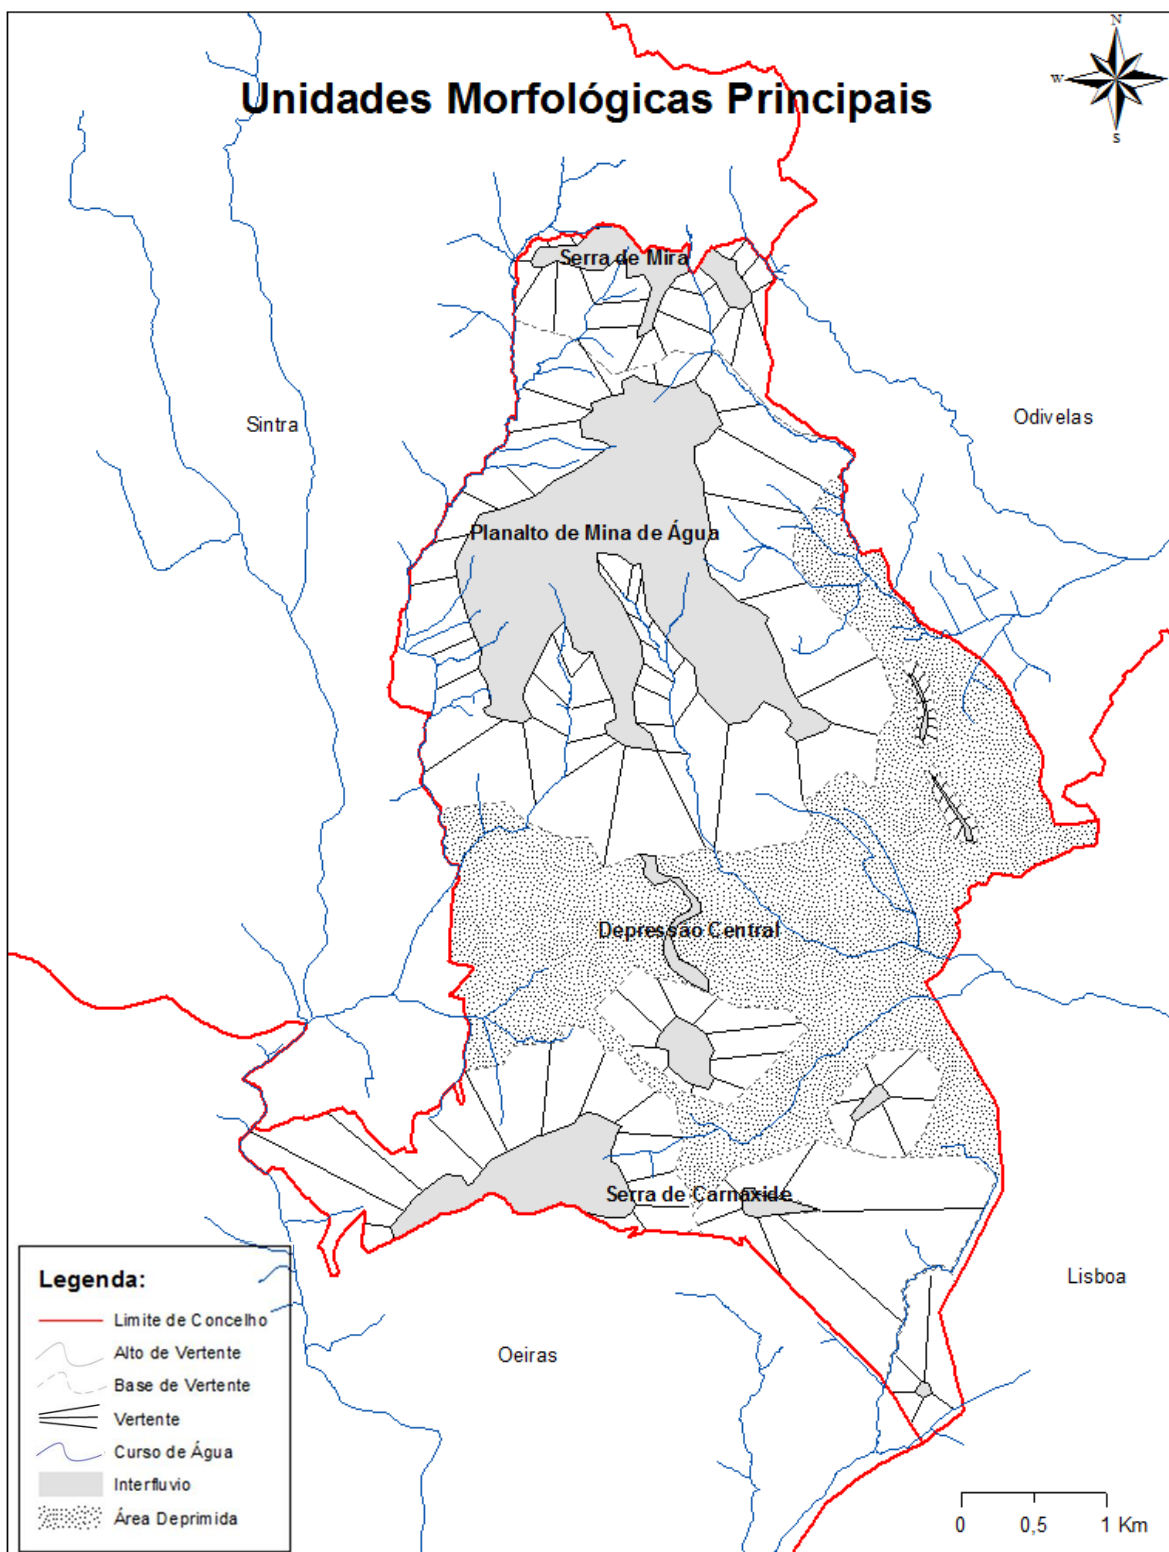 N
Unidades Morfológicas Principais
W
S
Serra de Mira
Sintra
Odivelas
Planalto de Mina de Água
Depressão Central
Serra de Carnaxide
Lisboa
Oeiras
Legenda:
Limite de Concelho
Alto de Vertente
Base de Vertente
Vertente
Curso de Água
Interfluvio
Área Deprimida
0 0,5 1 Km